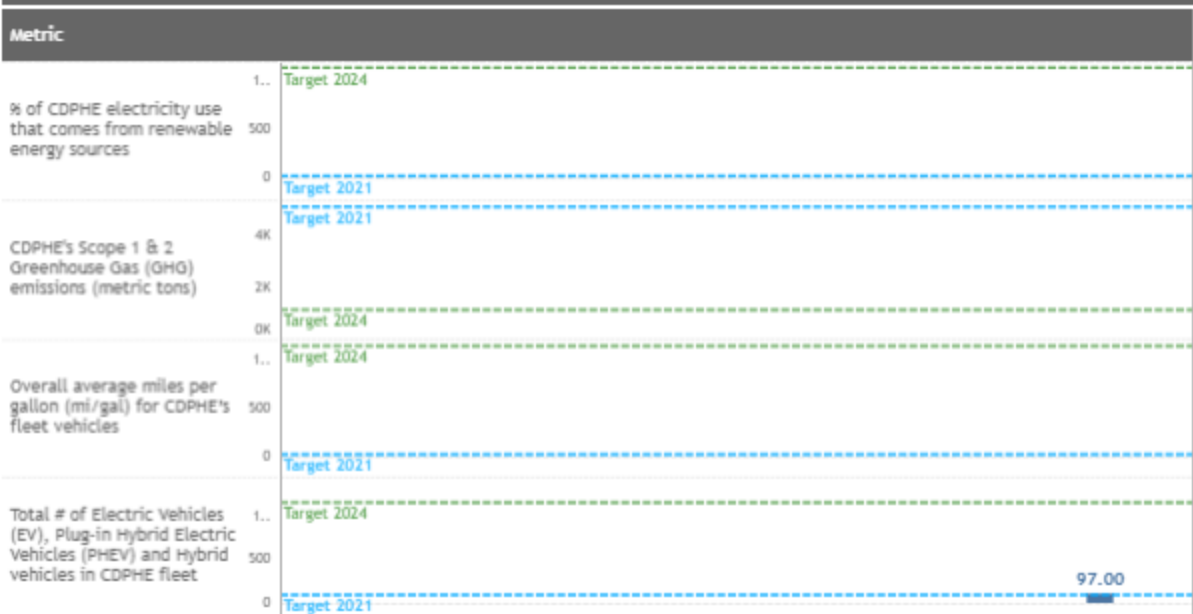 Metric
1..
Target 2024
% of CDPHE electricity use
that comes from renewable
energy sources
500
0
Target 2021
Target 2021
4K
CDPHE's Scope 1 & 2
Greenhouse Gas (GHG)
emissions (metric tons)
2K
0K
Target 2024
1..
Target 2024
Overall average miles per
gallon (mi/gal) for CDPHE's
fleet vehicles
500
0
Target 2021
Total # of Electric Vehicles
(EV), Plug-in Hybrid Electric
Vehicles (PHEV) and Hybrid
vehicles in CDPHE fleet
1..
Target 2024
500
97.00
0
Target 2021